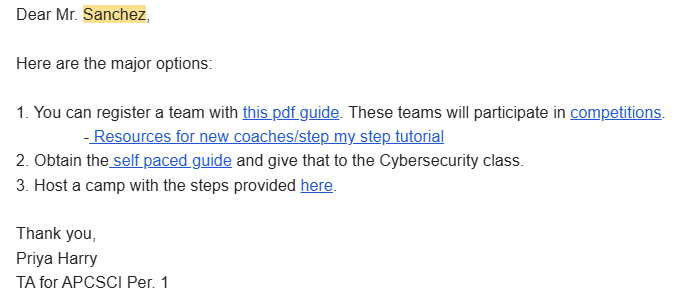 Dear Mr. Sanchez,
Here are the major options:
1. You can register a team with this pdf guide. These teams will participate in competitions.
- Resources for new coaches/step my step tutorial
2. Obtain the self paced guide and give that to the Cybersecurity class.
3. Host a camp with the steps provided here.
Thank you,
Priya Harry
TA for APCSCI Per. 1